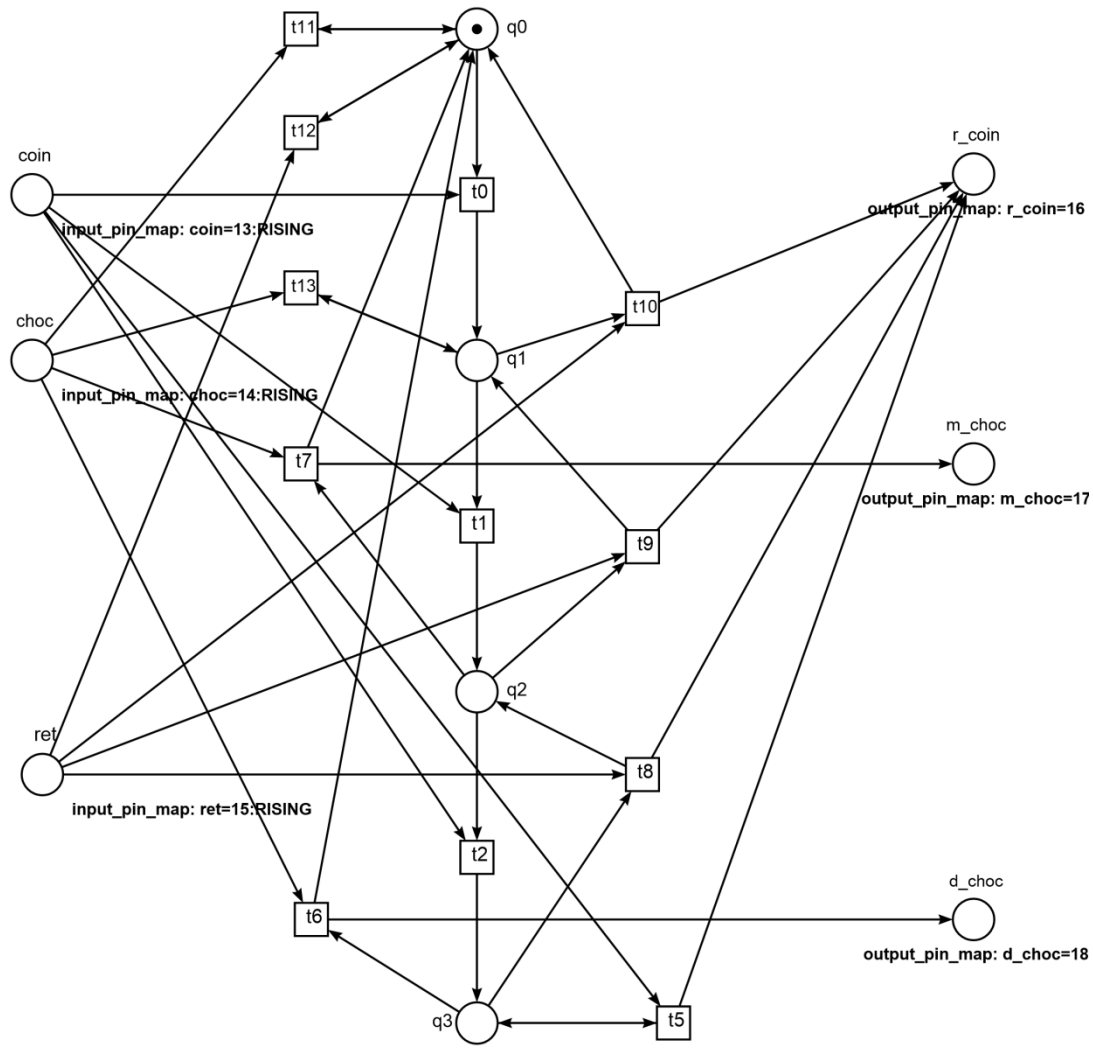 t11
q0
t12
r_coin
coin
t0
output_pin_map: r_coin=16
input_pin_map: coin=13:RISING
t13
choc
t10
q1
input_pin_map: choc=14:RISING
m_choc
t7
output_pin_map: m_choc=17
t1
t9
q2
ret
t8
input_pin_map: ret=15:RISING
t2
d_choc
t6
output_pin_map: d_choc=18
q3
t5